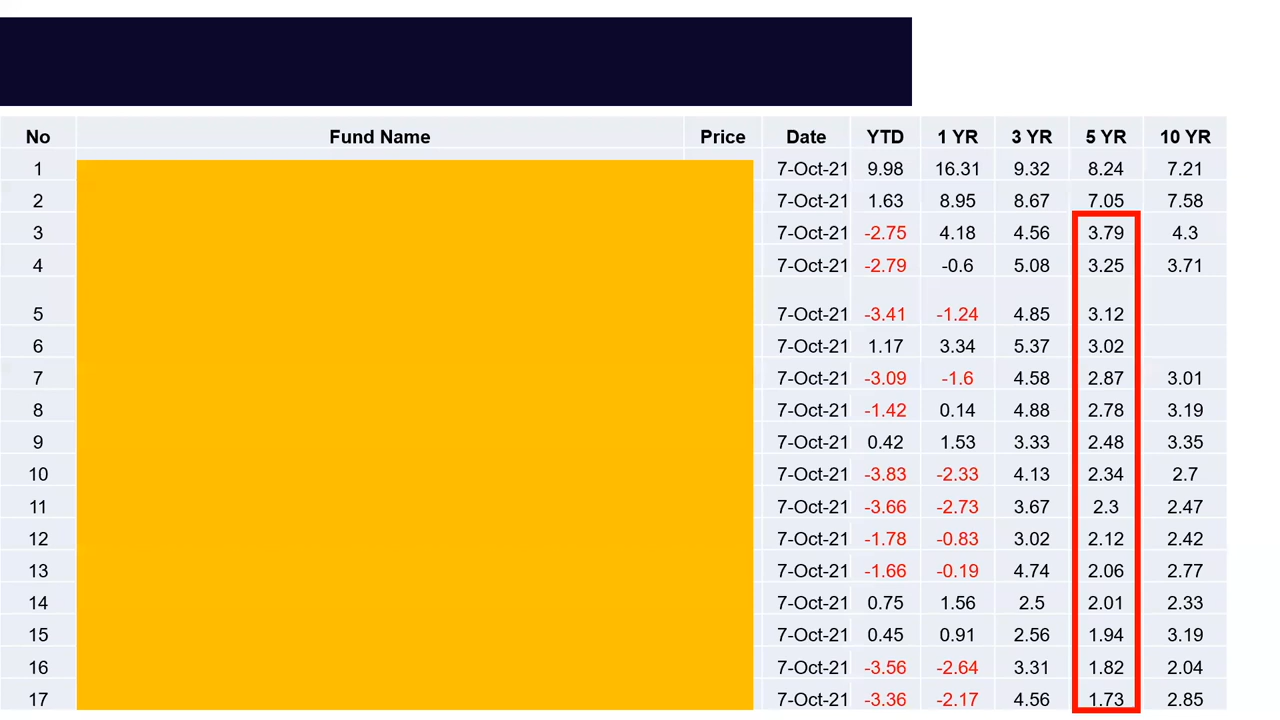 No Fund Name Price Date YTD 1 YR 3 YR 5 YR 10 YR
1 7-Oct-21 9.98 16.31 9.32 8.24 7.21
2 7-Oct-21 1.63 8.95 8.67 7.05 7.58
3 7-Oct-21 -2.75 4.18 4.56 3.79 4.3
4 7-Oct-21 -2.79 -0.6 5.08 3.25 3.71
5 7-Oct-21 -3.41 -1.24 4.85 3.12
6 7-Oct-21 1.17 3.34 5.37 3.02
7 7-Oct-21 -3.09 -1.6 4.58 2.87 3.01
8 7-Oct-21 -1.42 0.14 4.88 2.78 3.19
9 7-Oct-21 0.42 1.53 3.33 2.48 3.35
10 7-Oct-21 -3.83 -2.33 4.13 2.34 2.7
11 7-Oct-21 -3.66 -2.73 3.67 2.3 2.47
12 7-Oct-21 -1.78 -0.83 3.02 2.12 2.42
13 7-Oct-21 -1.66 -0.19 4.74 2.06 2.77
14 7-Oct-21 0.75 1.56 2.5 2.01 2.33
15 7-Oct-21 0.45 0.91 2.56 1.94 3.19
16 7-Oct-21 -3.56 -2.64 3.31 1.82 2.04
17 7-Oct-21 -3.36 -2.17 4.56 1.73 2.85